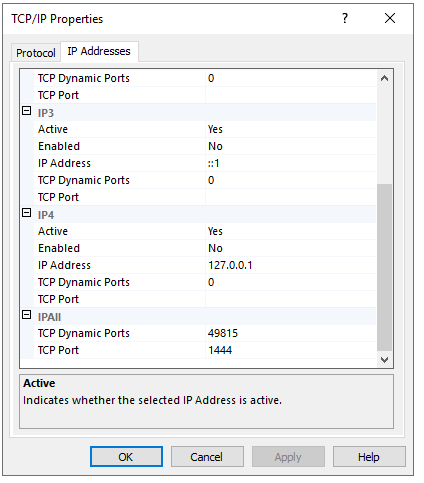 TCP/IP Properties ? ×
Protocol IP Addresses
TCP Dynamic Ports 0
TCP Port
IP3
Active Yes
Enabled No
IP Address ::1
TCP Dynamic Ports 0
TCP Port
IP4
Active Yes
Enabled No
IP Address 127.0.0.1
TCP Dynamic Ports 0
TCP Port
IPAll
TCP Dynamic Ports 49815
TCP Port 1444
Active
Indicates whether the selected IP Address is active.
OK Cancel Apply Help